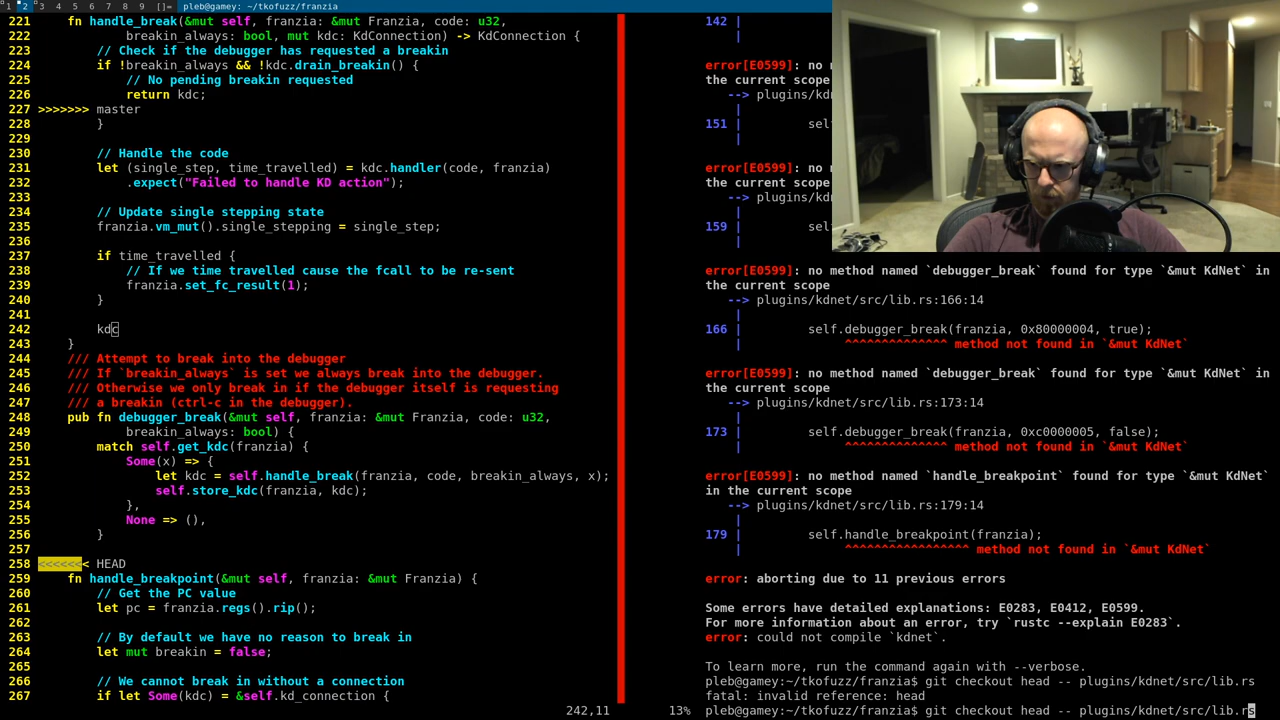 1 2 3 4 5 6 7 8 9 []= pleb@gamey: ~/tkofuzz/franzia
221     fn handle_break(&mut self, franzia: &mut Franzia, code: u32,
222             breakin_always: bool, mut kdc: KdConnection) -> KdConnection {
223         // Check if the debugger has requested a breakin
224         if !breakin_always && !kdc.drain_breakin() {
225             // No pending breakin requested
226             return kdc;
227 >>>>>>> master
228         }
229
230         // Handle the code
231         let (single_step, time_travelled) = kdc.handler(code, franzia)
232             .expect("Failed to handle KD action");
233
234         // Update single stepping state
235         franzia.vm_mut().single_stepping = single_step;
236
237         if time_travelled {
238             // If we time travelled cause the fcall to be re-sent
239             franzia.set_fc_result(1);
240         }
241
242         kdc
243     }
244     /// Attempt to break into the debugger
245     /// If `breakin_always` is set we always break into the debugger.
246     /// Otherwise we only break in if the debugger itself is requesting
247     /// a breakin (ctrl-c in the debugger).
248     pub fn debugger_break(&mut self, franzia: &mut Franzia, code: u32,
249             breakin_always: bool) {
250         match self.get_kdc(franzia) {
251             Some(x) => {
252                 let kdc = self.handle_break(franzia, code, breakin_always, x);
253                 self.store_kdc(franzia, kdc);
254             },
255             None => (),
256         }
257
258 <<<<<<< HEAD
259     fn handle_breakpoint(&mut self, franzia: &mut Franzia) {
260         // Get the PC value
261         let pc = franzia.regs().rip();
262
263         // By default we have no reason to break in
264         let mut breakin = false;
265
266         // We cannot break in without a connection
267         if let Some(kdc) = &self.kd_connection {
242,11 13%
142 |
|
error[E0599]: no m
the current scope
--> plugins/kdn
|
151 |         sel
|
error[E0599]: no m
the current scope
--> plugins/kdn
|
159 |         sel
|
error[E0599]: no method named `debugger_break` found for type `&mut KdNet` in
the current scope
--> plugins/kdnet/src/lib.rs:166:14
|
166 |         self.debugger_break(franzia, 0x80000004, true);
|              ^^^^^^^^^^^^^^ method not found in `&mut KdNet`
error[E0599]: no method named `debugger_break` found for type `&mut KdNet` in
the current scope
--> plugins/kdnet/src/lib.rs:173:14
|
173 |         self.debugger_break(franzia, 0xc0000005, false);
|              ^^^^^^^^^^^^^^ method not found in `&mut KdNet`
error[E0599]: no method named `handle_breakpoint` found for type `&mut KdNet`
in the current scope
--> plugins/kdnet/src/lib.rs:179:14
|
179 |         self.handle_breakpoint(franzia);
|              ^^^^^^^^^^^^^^^^^ method not found in `&mut KdNet`
error: aborting due to 11 previous errors
Some errors have detailed explanations: E0283, E0412, E0599.
For more information about an error, try `rustc --explain E0283`.
error: could not compile `kdnet`.
To learn more, run the command again with --verbose.
pleb@gamey:~/tkofuzz/franzia$ git checkout head -- plugins/kdnet/src/lib.rs
fatal: invalid reference: head
pleb@gamey:~/tkofuzz/franzia$ git checkout head -- plugins/kdnet/src/lib.rs